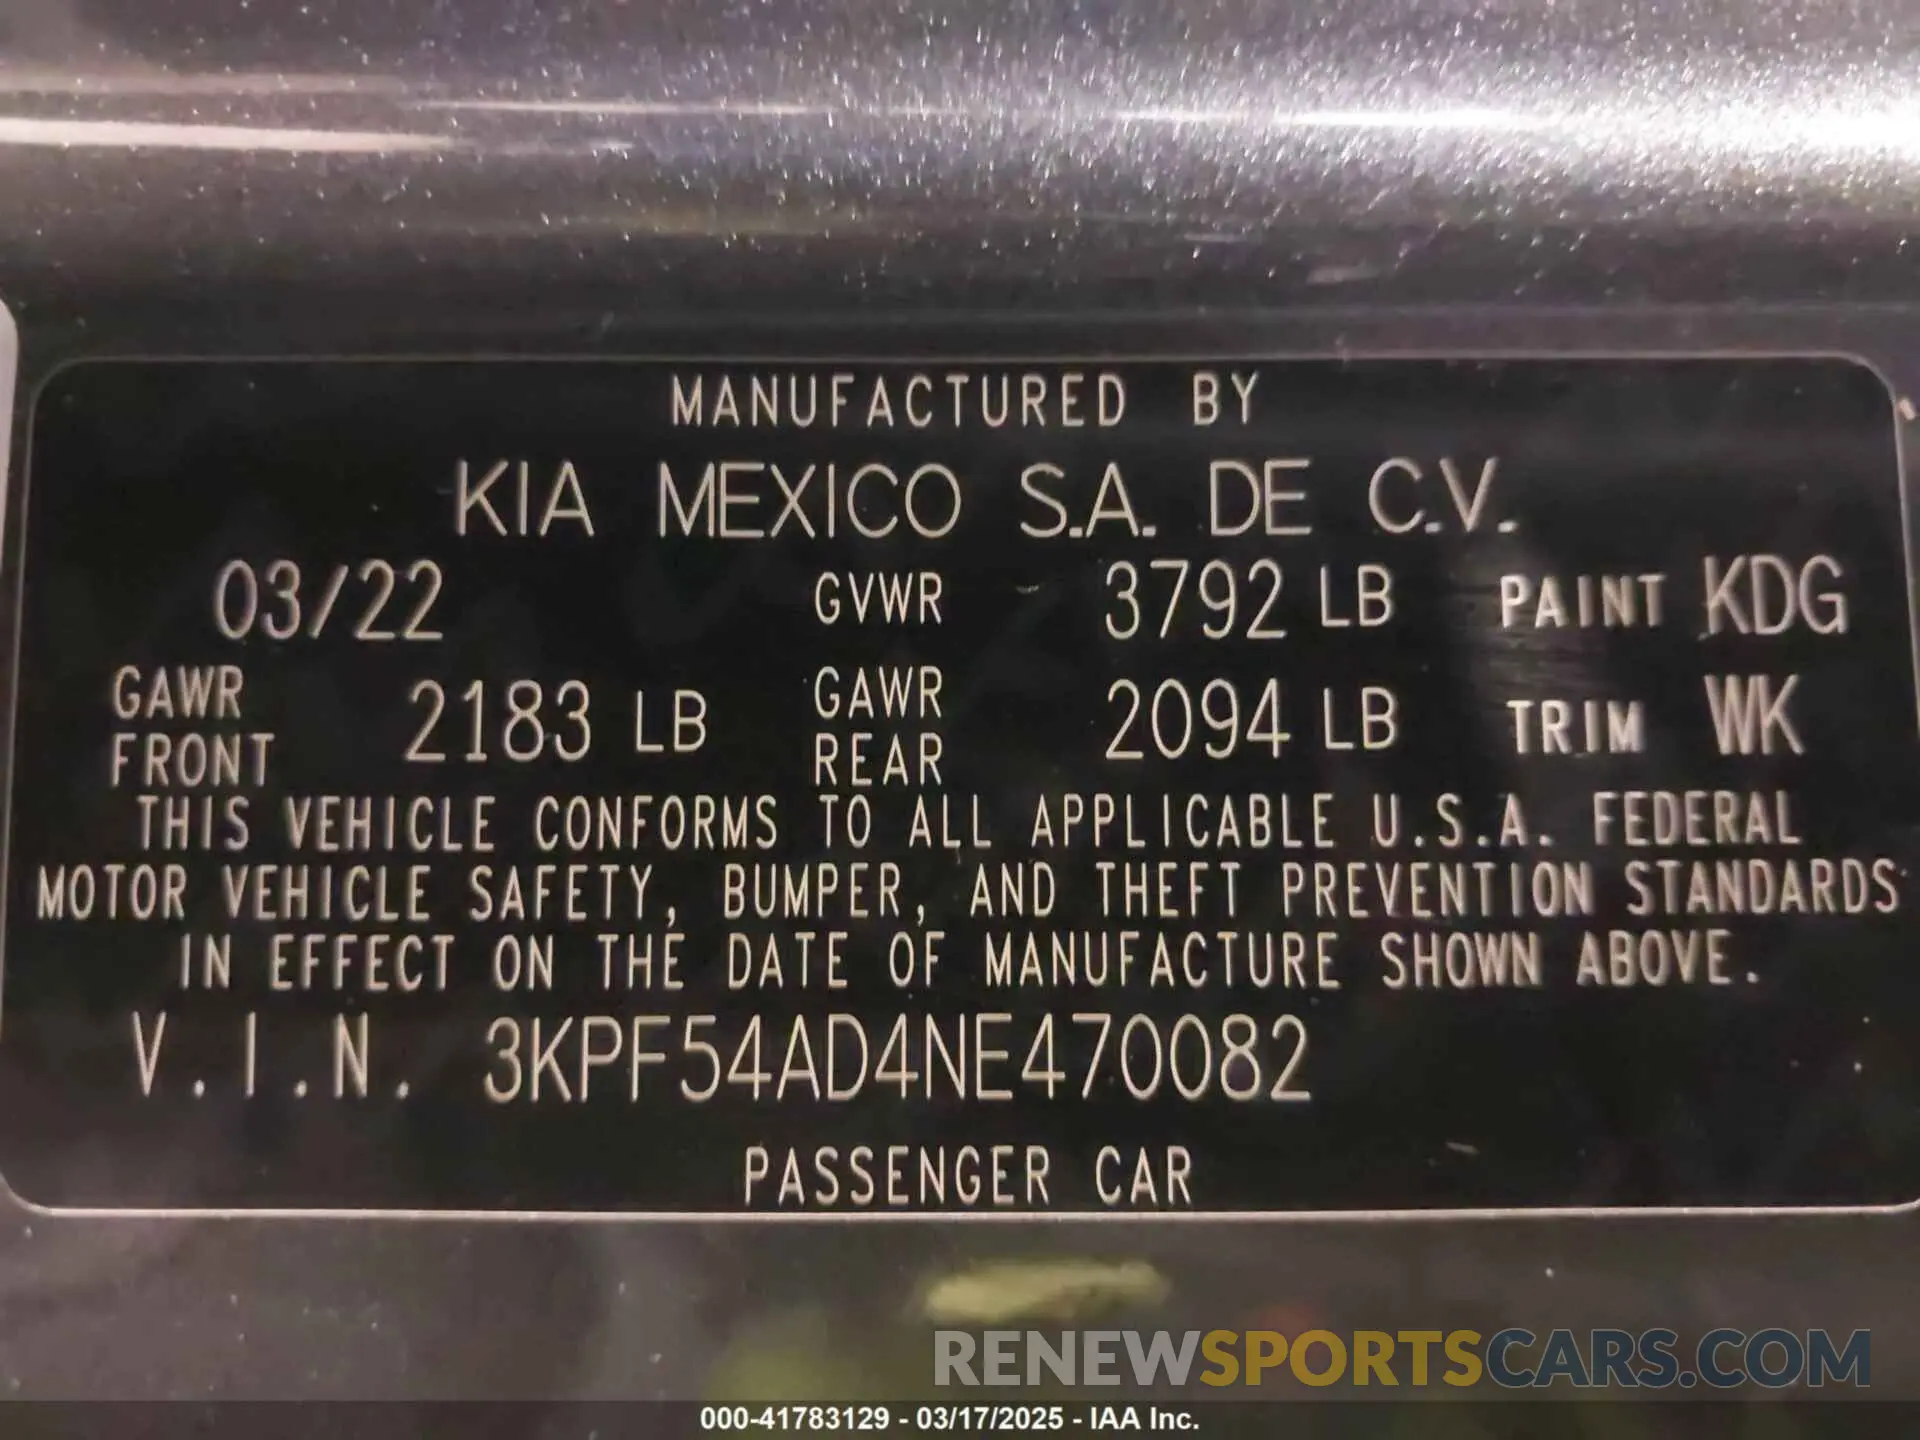 MANUFACTURED BY
KIA MEXICO S.A. DE C.V.
03/22 GVWR 3792 LB PAINT KDG
GAWR FRONT 2183 LB GAWR REAR 2094 LB TRIM WK
THIS VEHICLE CONFORMS TO ALL APPLICABLE U.S.A. FEDERAL
MOTOR VEHICLE SAFETY, BUMPER, AND THEFT PREVENTION STANDARDS
IN EFFECT ON THE DATE OF MANUFACTURE SHOWN ABOVE.
V.I.N. 3KPF54AD4NE470082
PASSENGER CAR
RENEWSPORTSCARS.COM
000-41783129 - 03/17/2025 - IAA Inc.